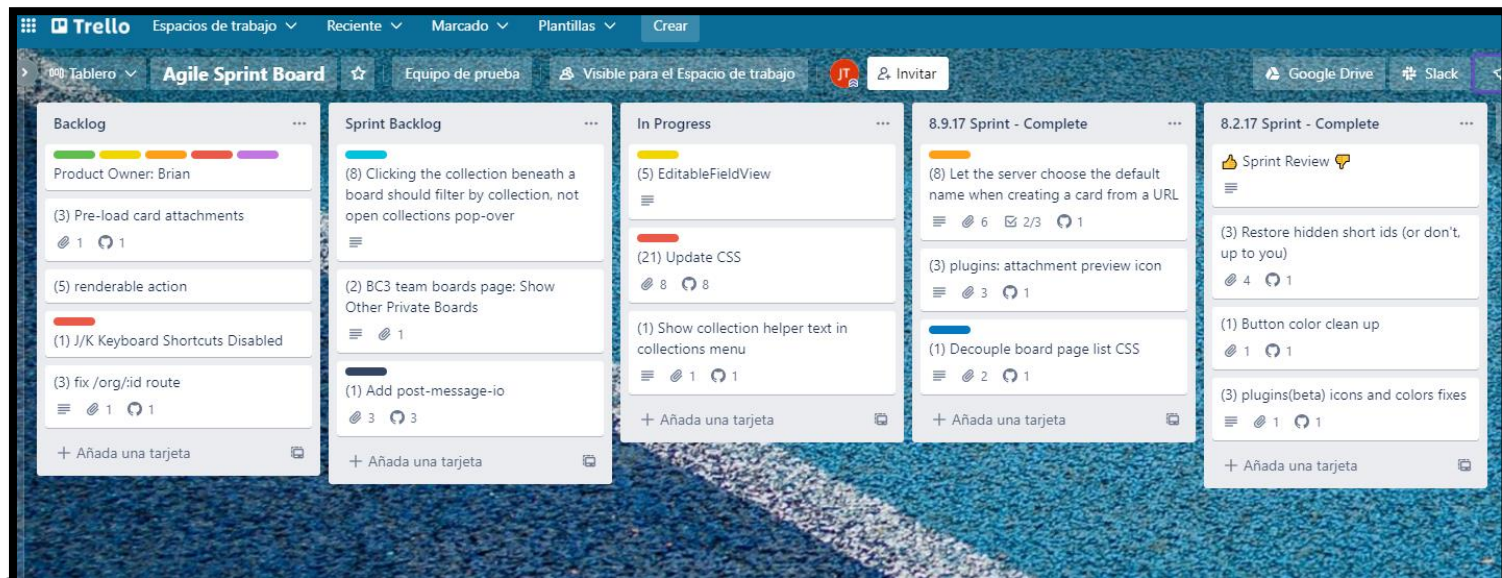 Trello Espacios de trabajo Reciente Marcado Plantillas Crear
Tablero Agile Sprint Board Equipo de prueba Visible para el Espacio de trabajo JT Invitar Google Drive Slack
Backlog
Product Owner: Brian
(3) Pre-load card attachments
1 1
(5) renderable action
(1) J/K Keyboard Shortcuts Disabled
(3) fix /org/:id route
1 1
+ Añada una tarjeta
Sprint Backlog
(8) Clicking the collection beneath a
board should filter by collection, not
open collections pop-over
(2) BC3 team boards page: Show
Other Private Boards
1
(1) Add post-message-io
3 3
+ Añada una tarjeta
In Progress
(5) EditableFieldView
(21) Update CSS
8 8
(1) Show collection helper text in
collections menu
1 1
+ Añada una tarjeta
8.9.17 Sprint - Complete
(8) Let the server choose the default
name when creating a card from a URL
6 2/3 1
(3) plugins: attachment preview icon
3 1
(1) Decouple board page list CSS
2 1
+ Añada una tarjeta
8.2.17 Sprint - Complete
👍 Sprint Review 👎
(3) Restore hidden short ids (or don't,
up to you)
4 1
(1) Button color clean up
1 1
(3) plugins(beta) icons and colors fixes
1 1
+ Añada una tarjeta